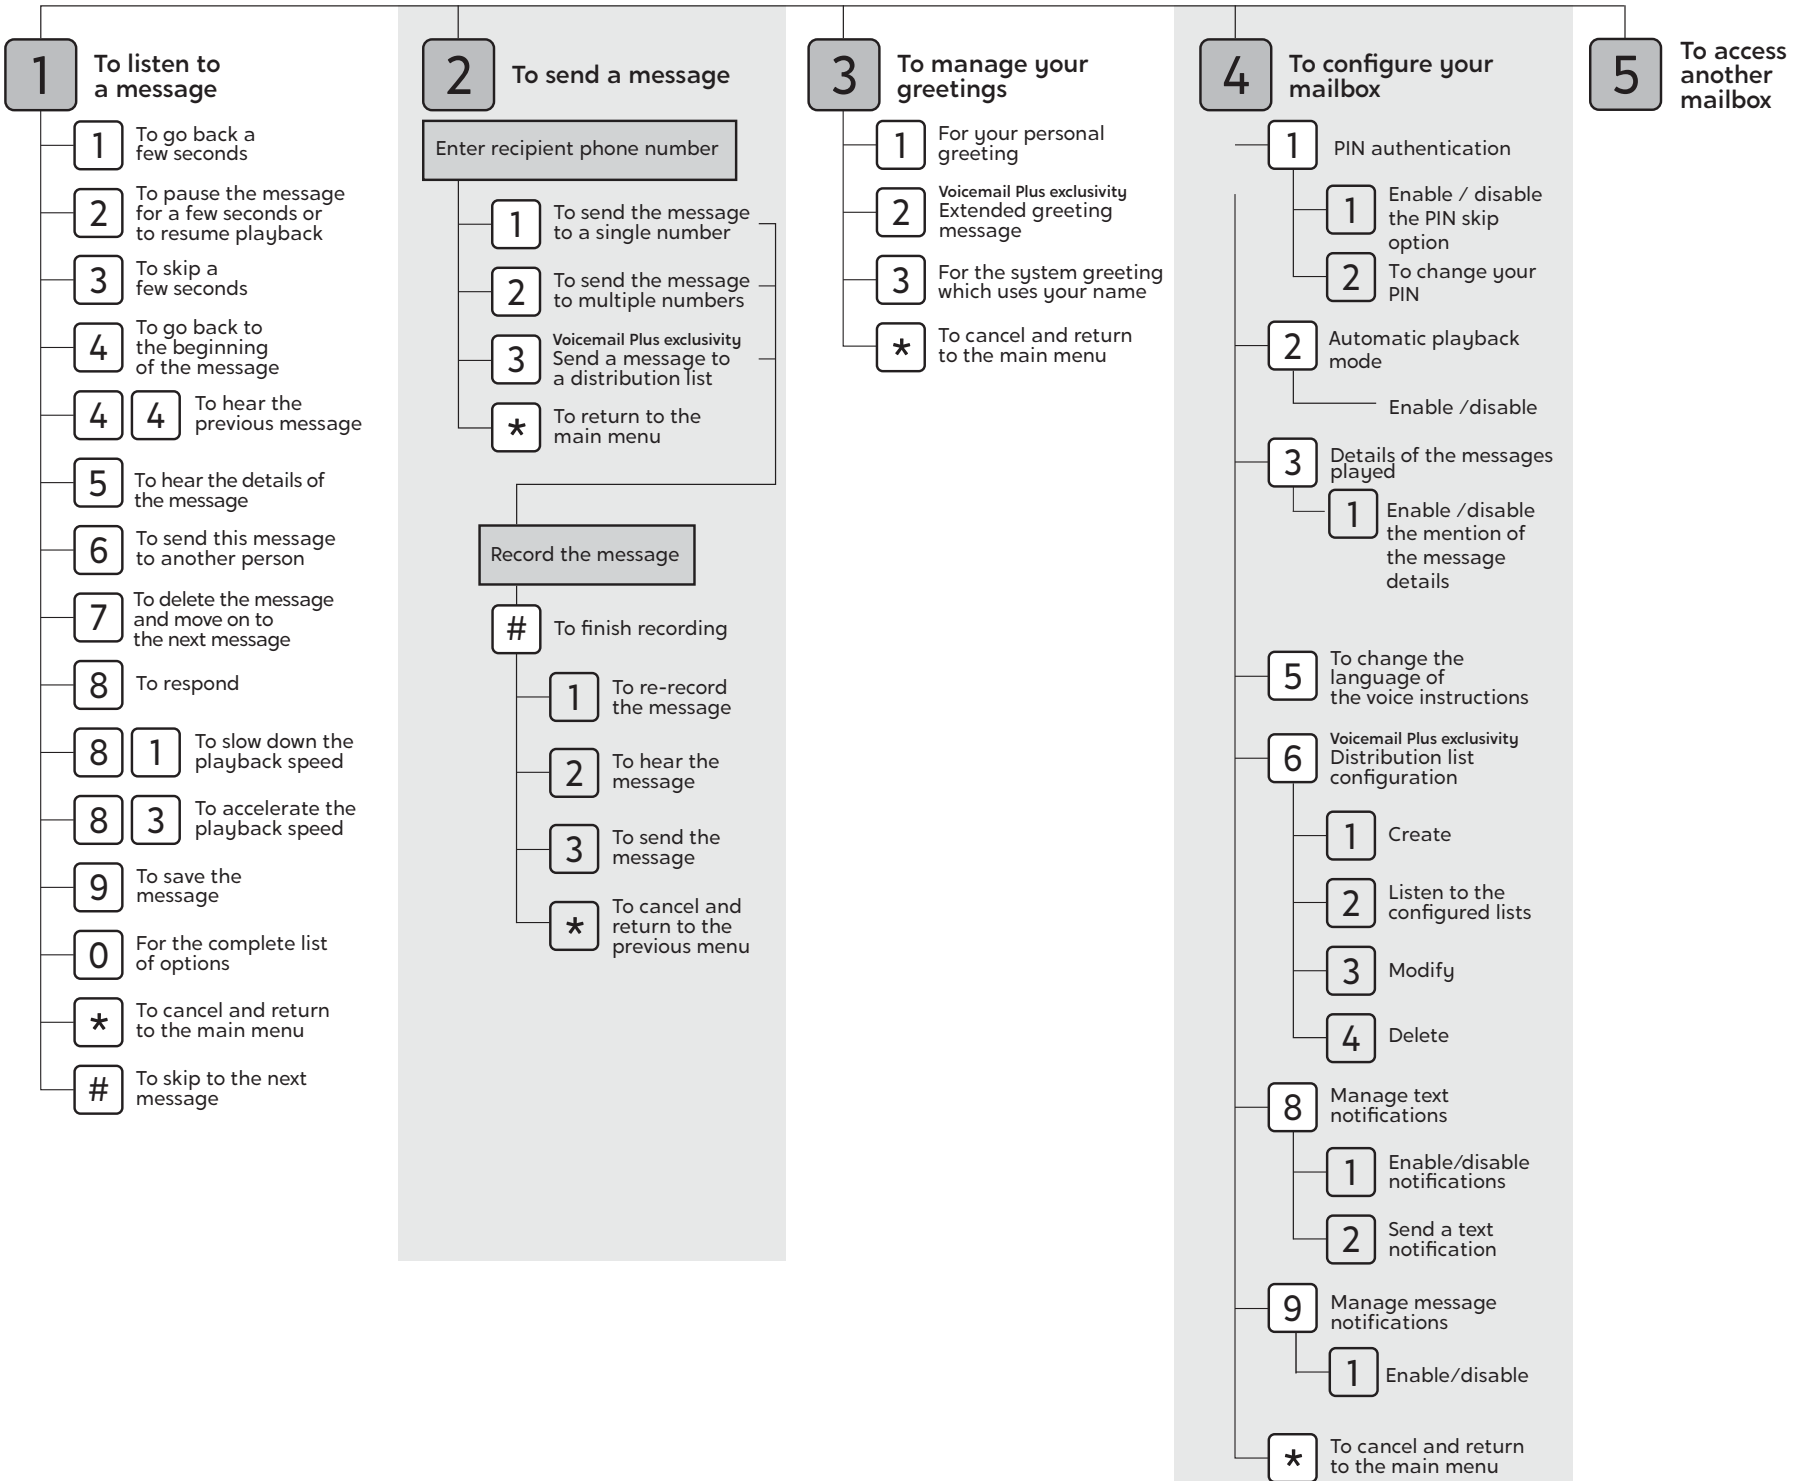 1
To listen to
a message
1
To go back a
few seconds
2
To pause the message
for a few seconds or
to resume playback
3
To skip a
few seconds
4
To go back to
the beginning
of the message
4 4
To hear the
previous message
5
To hear the details of
the message
6
To send this message
to another person
7
To delete the message
and move on to
the next message
8
To respond
8 1
To slow down the
playback speed
8 3
To accelerate the
playback speed
9
To save the
message
0
For the complete list
of options
*
To cancel and return
to the main menu
#
To skip to the next
message
2
To send a message
Enter recipient phone number
1
To send the message
to a single number
2
To send the message
to multiple numbers
3
Voicemail Plus exclusivity
Send a message to
a distribution list
*
To return to the
main menu
Record the message
#
To finish recording
1
To re-record
the message
2
To hear the
message
3
To send the
message
*
To cancel and
return to the
previous menu
3
To manage your
greetings
1
For your personal
greeting
2
Voicemail Plus exclusivity
Extended greeting
message
3
For the system greeting
which uses your name
*
To cancel and return
to the main menu
4
To configure your
mailbox
1
PIN authentication
1
Enable / disable
the PIN skip
option
2
To change your
PIN
2
Automatic playback
mode
Enable /disable
3
Details of the messages
played
1
Enable /disable
the mention of
the message
details
5
To change the
language of
the voice instructions
6
Voicemail Plus exclusivity
Distribution list
configuration
1
Create
2
Listen to the
configured lists
3
Modify
4
Delete
8
Manage text
notifications
1
Enable/disable
notifications
2
Send a text
notification
9
Manage message
notifications
1
Enable/disable
*
To cancel and return
to the main menu
5
To access
another
mailbox